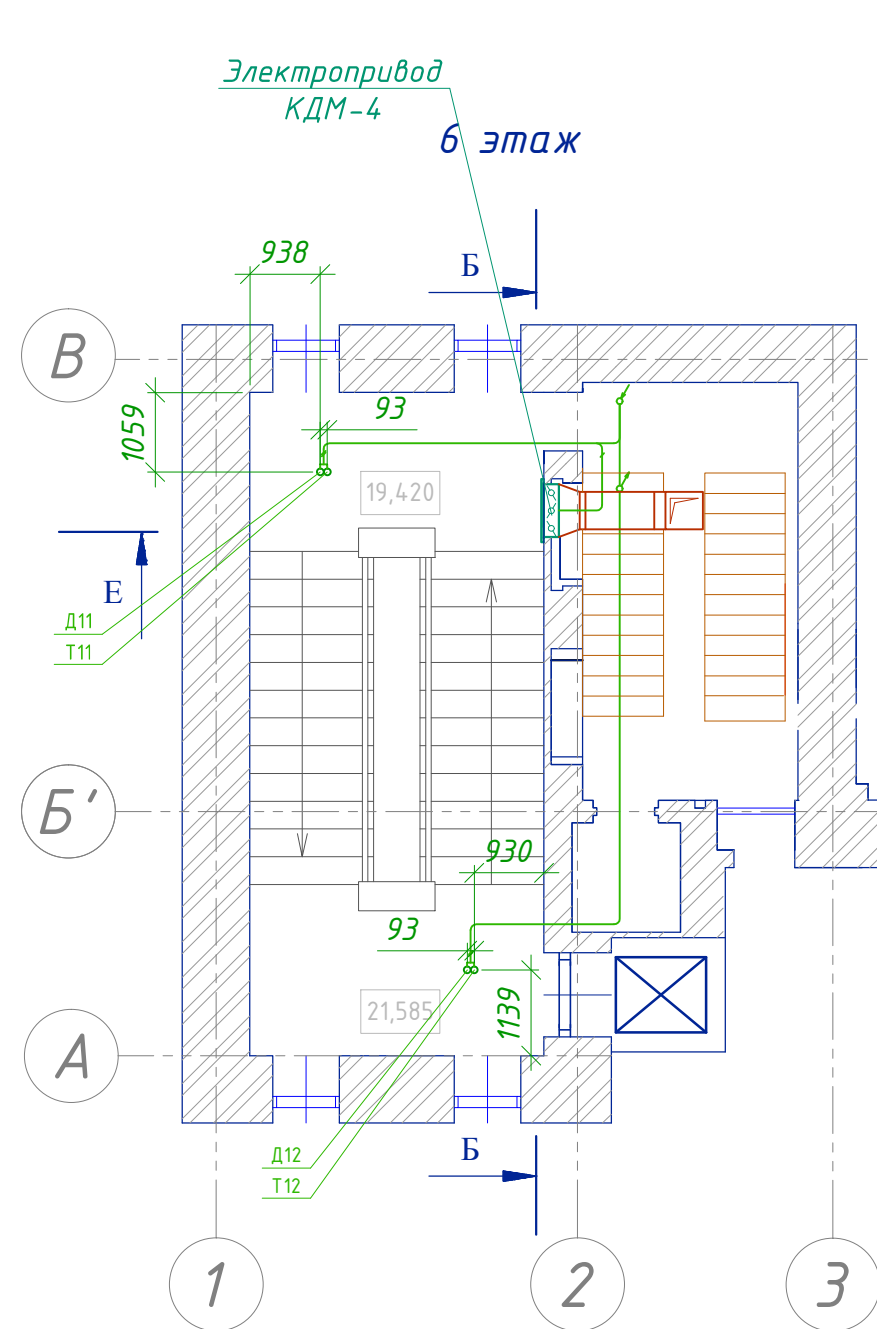 Электропривод
КДМ-4
6 этаж
938
Б
В
1059
93
19,420
Е
Д11
Т11
Б'
930
93
21,585
1139
А
Д12
Т12
Б
1
2
3